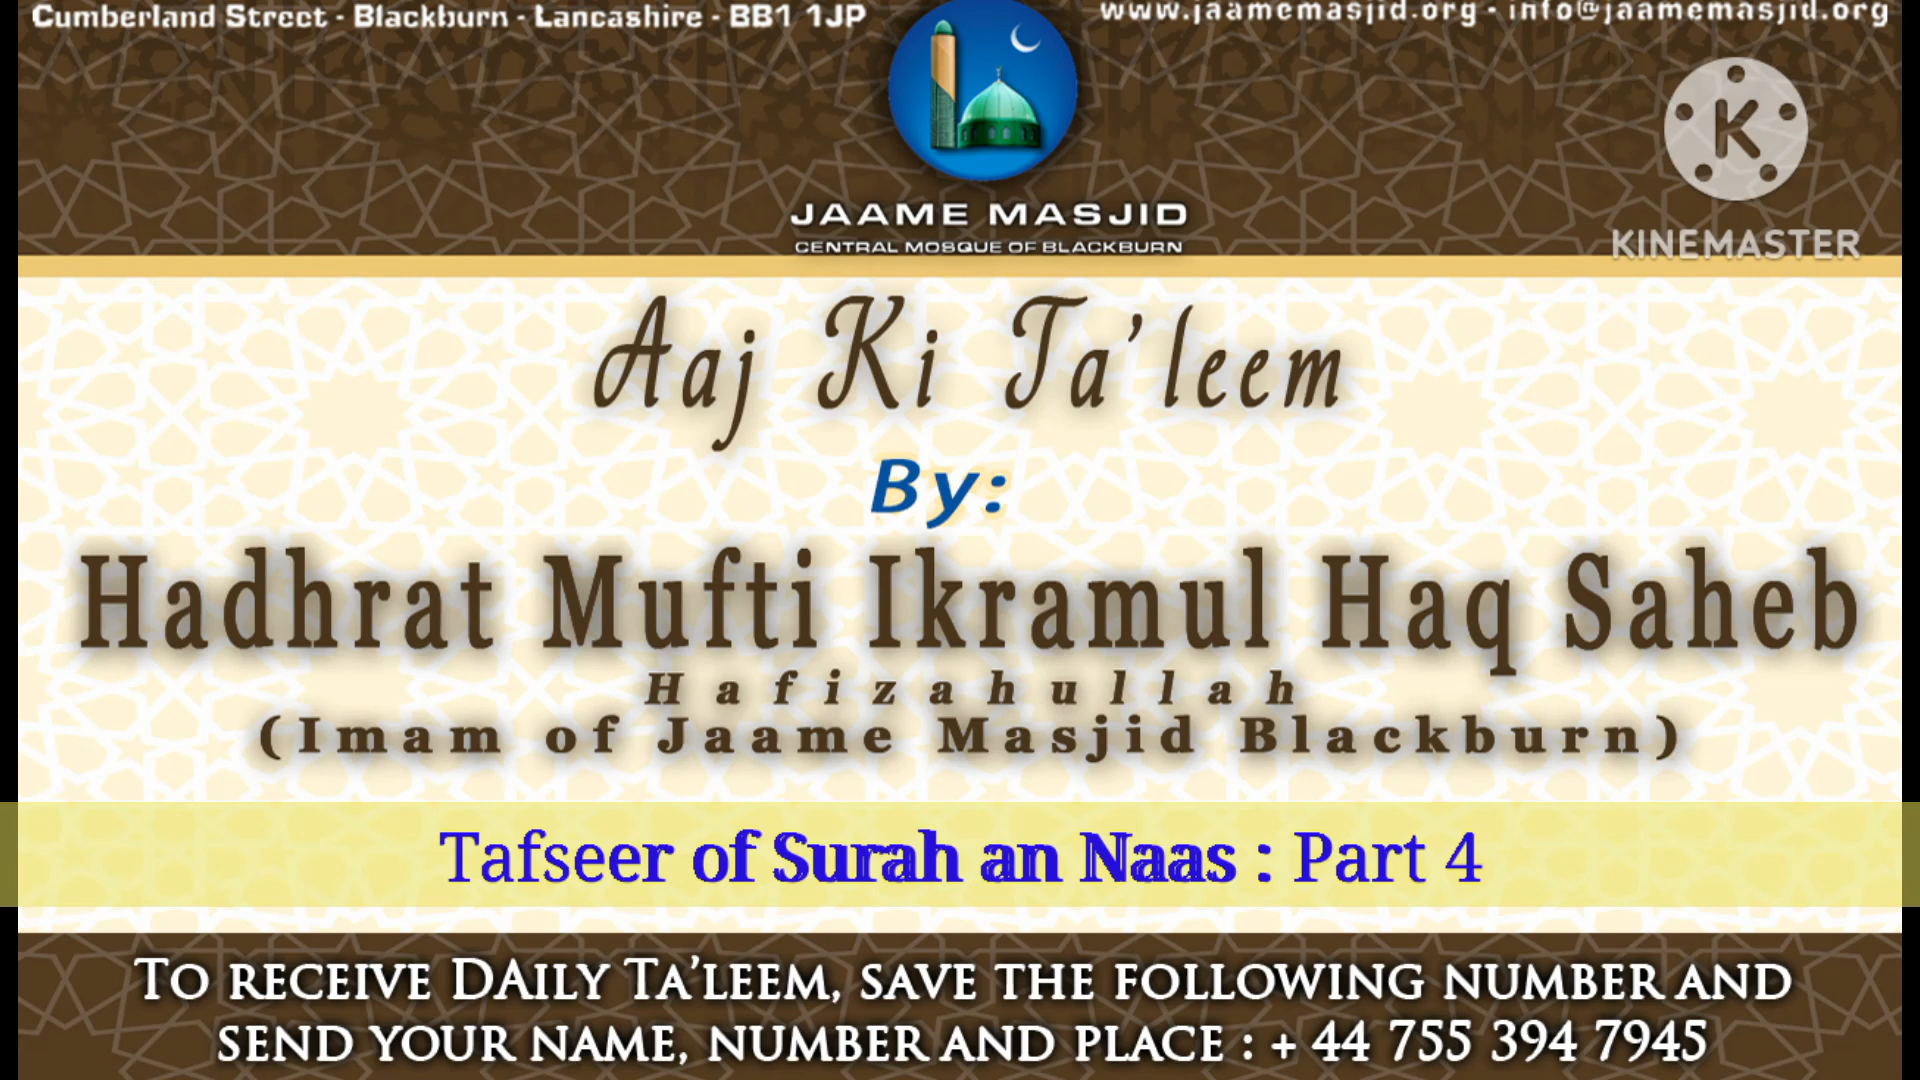 Cumberland Street - Blackburn - Lancashire - BB1 1JP
www.jaamemasjid.org - info@jaamemasjid.org
K
KINEMASTER
JAAME MASJID
CENTRAL MOSQUE OF BLACKBURN
Aaj Ki Ta'leem
By:
Hadhrat Mufti Ikramul Haq Saheb
Hafizahullah
(Imam of Jaame Masjid Blackburn)
Tafseer of Surah an Naas : Part 4
TO RECEIVE DAILY TA'LEEM, SAVE THE FOLLOWING NUMBER AND
SEND YOUR NAME, NUMBER AND PLACE : + 44 755 394 7945